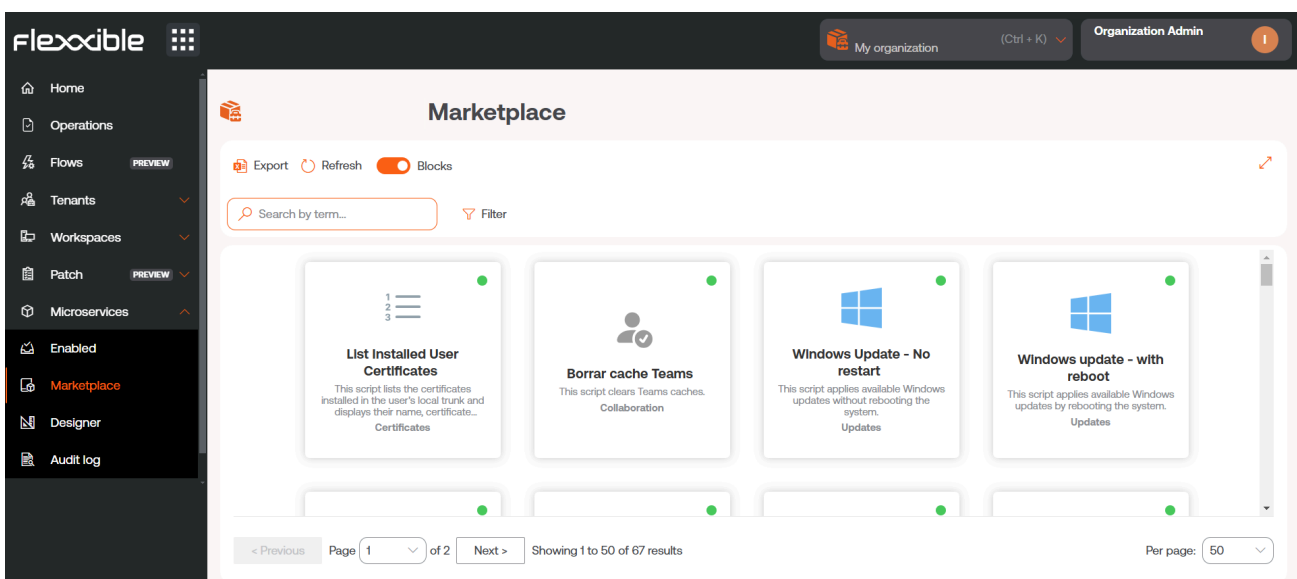 Flexxible
My organization
(Ctrl + K)
Organization Admin
I
Home
Operations
Flows PREVIEW
Tenants
Workspaces
Patch PREVIEW
Microservices
Enabled
Marketplace
Designer
Audit log
Marketplace
Export Refresh Blocks
Search by term... Filter
1
2
3
List Installed User
Certificates
This script lists the certificates
installed in the user's local trunk and
displays their name, certificate...
Certificates
Borrar cache Teams
This script clears Teams caches.
Collaboration
Windows Update - No
restart
This script applies available Windows
updates without rebooting the
system.
Updates
Windows update - with
reboot
This script applies available Windows
updates by rebooting the system.
Updates
< Previous Page 1 of 2 Next > Showing 1 to 50 of 67 results Per page: 50